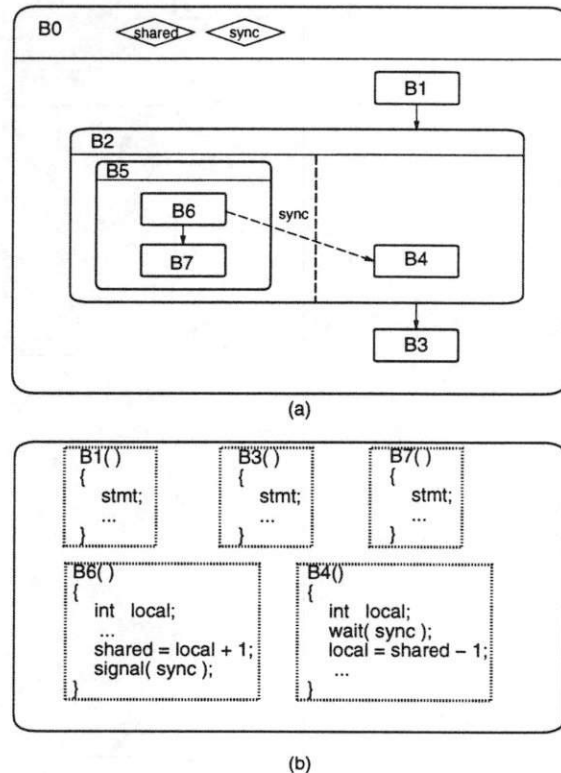 B0 shared sync
B1
B2
B5
B6 sync
B7 B4
B3
(a)
B1( )
{
stmt;
...
}
B3( )
{
stmt;
...
}
B7( )
{
stmt;
...
}
B6( )
{
int local;
...
shared = local + 1;
signal( sync );
}
B4()
{
int local;
wait( sync );
local = shared – 1;
...
}
(b)